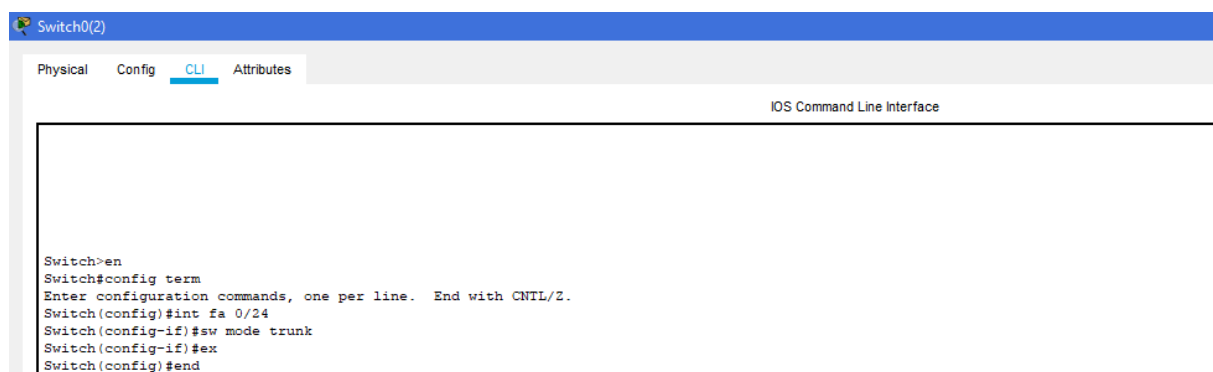 Switch0(2)
Physical Config CLI Attributes
IOS Command Line Interface
Switch>en
Switch#config term
Enter configuration commands, one per line.  End with CNTL/Z.
Switch(config)#int fa 0/24
Switch(config-if)#sw mode trunk
Switch(config-if)#ex
Switch(config)#end